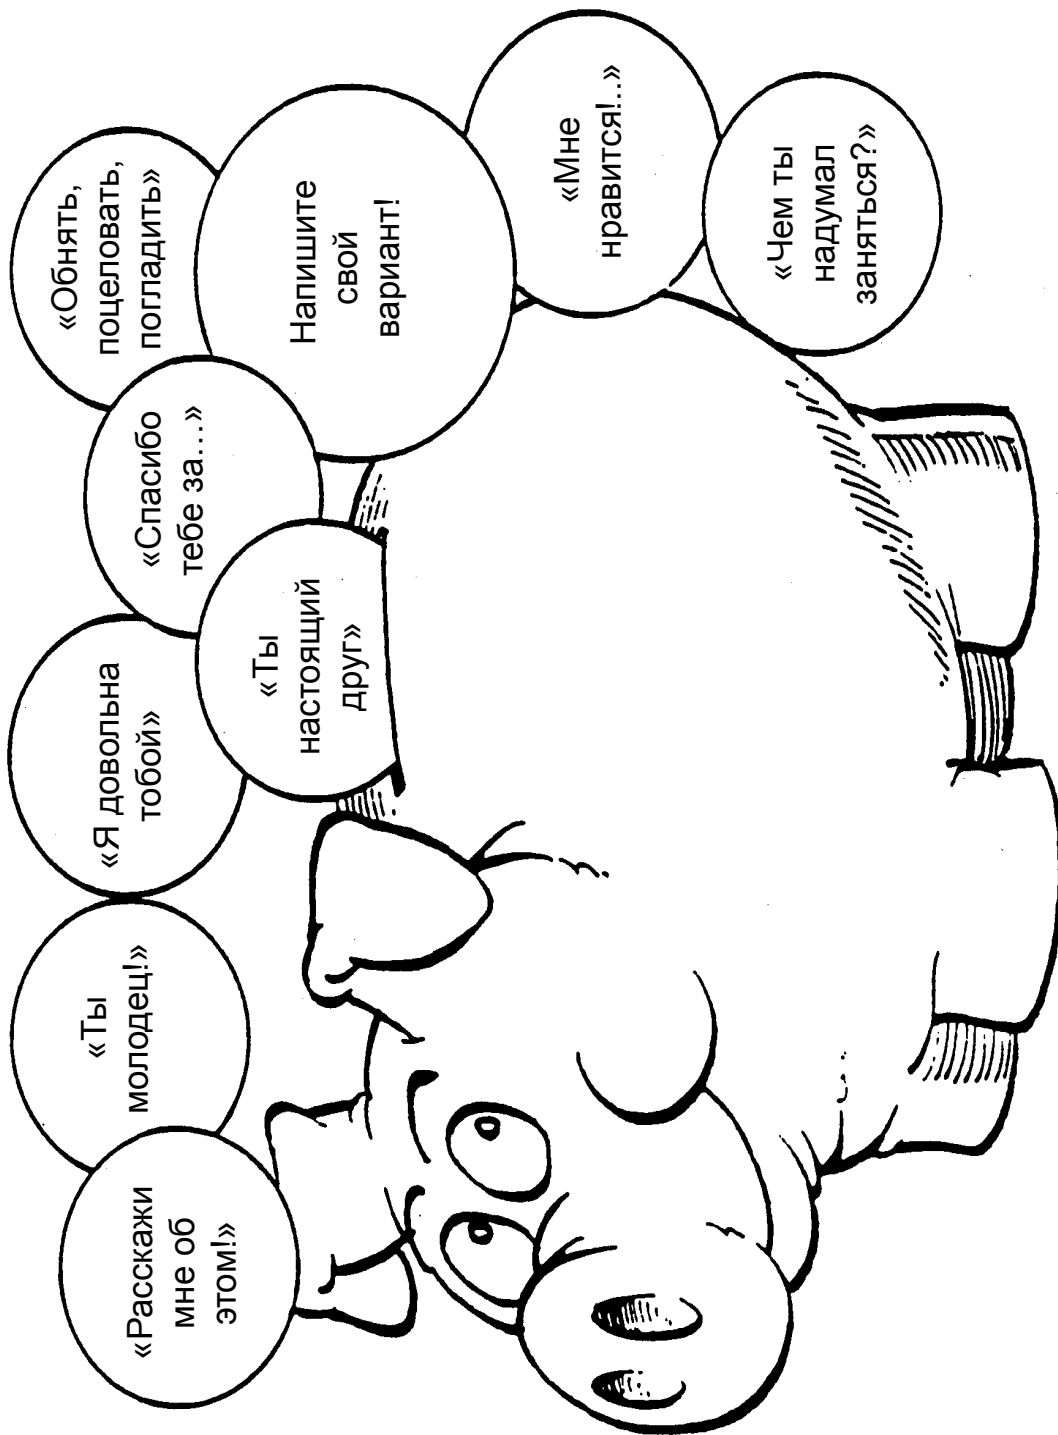 «Расскажи
мне об
этом!»
«Ты
молодец!»
«Я довольна
тобой»
«Ты
настоящий
друг»
«Спасибо
тебе за...»
«Обнять,
поцеловать,
погладить»
Напишите
свой
вариант!
«Мне
нравится!..»
«Чем ты
надумал
заняться?»